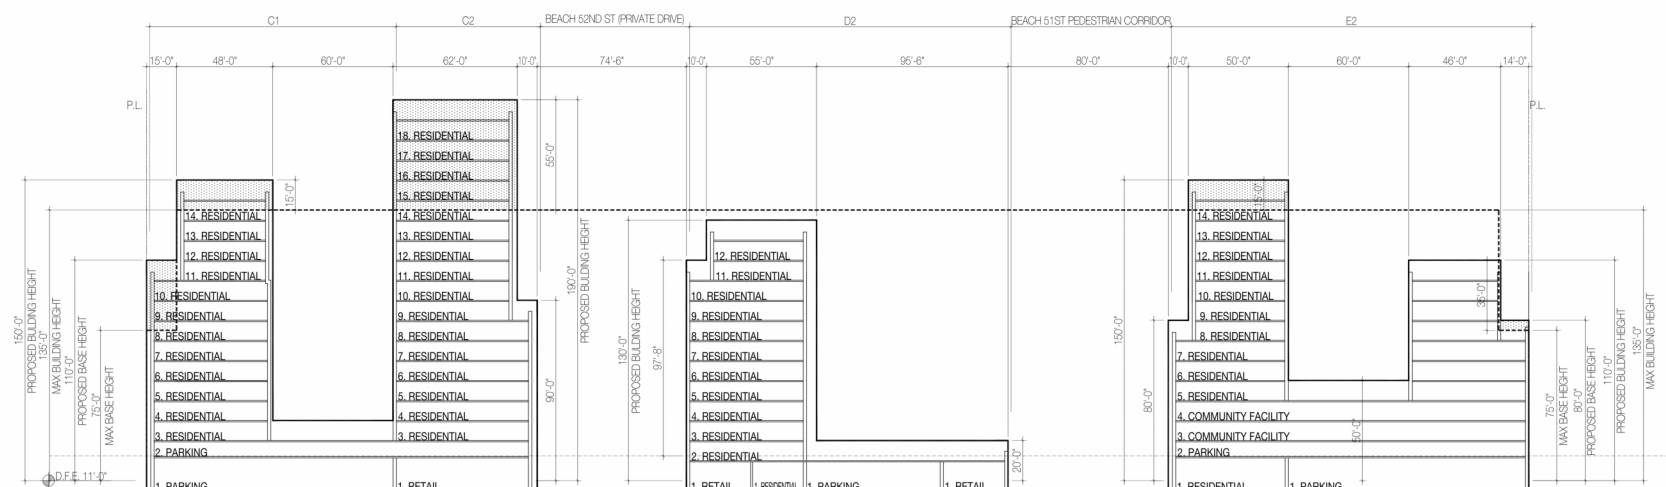 C1
C2
BEACH 52ND ST (PRIVATE DRIVE)
D2
BEACH 51ST PEDESTRIAN CORRIDOR
E2
15'-0"
48'-0"
60'-0"
62'-0"
10'-0"
74'-6"
10'-0"
55'-0"
95'-6"
80'-0"
10'-0"
50'-0"
60'-0"
46'-0"
14'-0"
P.L.
P.L.
150'-0"
PROPOSED BUILDING HEIGHT
135'-0"
MAX BUILDING HEIGHT
110'-0"
PROPOSED BASE HEIGHT
75'-0"
MAX BASE HEIGHT
D.F.E. 11'-0"
15'-0"
14. RESIDENTIAL
13. RESIDENTIAL
12. RESIDENTIAL
11. RESIDENTIAL
10. RESIDENTIAL
9. RESIDENTIAL
8. RESIDENTIAL
7. RESIDENTIAL
6. RESIDENTIAL
5. RESIDENTIAL
4. RESIDENTIAL
3. RESIDENTIAL
2. PARKING
1. PARKING
18. RESIDENTIAL
17. RESIDENTIAL
16. RESIDENTIAL
15. RESIDENTIAL
14. RESIDENTIAL
13. RESIDENTIAL
12. RESIDENTIAL
11. RESIDENTIAL
10. RESIDENTIAL
9. RESIDENTIAL
8. RESIDENTIAL
7. RESIDENTIAL
6. RESIDENTIAL
5. RESIDENTIAL
4. RESIDENTIAL
3. RESIDENTIAL
1. RETAIL
55'-0"
90'-0"
190'-0"
PROPOSED BUILDING HEIGHT
130'-0"
PROPOSED BUILDING HEIGHT
97'-8"
12. RESIDENTIAL
11. RESIDENTIAL
10. RESIDENTIAL
9. RESIDENTIAL
8. RESIDENTIAL
7. RESIDENTIAL
6. RESIDENTIAL
5. RESIDENTIAL
4. RESIDENTIAL
3. RESIDENTIAL
2. RESIDENTIAL
1. RETAIL
1. RESIDENTIAL
1. PARKING
1. RETAIL
20'-0"
150'-0"
80'-0"
15'-0"
14. RESIDENTIAL
13. RESIDENTIAL
12. RESIDENTIAL
11. RESIDENTIAL
10. RESIDENTIAL
9. RESIDENTIAL
8. RESIDENTIAL
7. RESIDENTIAL
6. RESIDENTIAL
5. RESIDENTIAL
4. COMMUNITY FACILITY
3. COMMUNITY FACILITY
2. PARKING
1. RESIDENTIAL
1. PARKING
50'-0"
35'-0"
75'-0"
MAX BASE HEIGHT
80'-0"
PROPOSED BASE HEIGHT
110'-0"
PROPOSED BUILDING HEIGHT
135'-0"
MAX BUILDING HEIGHT